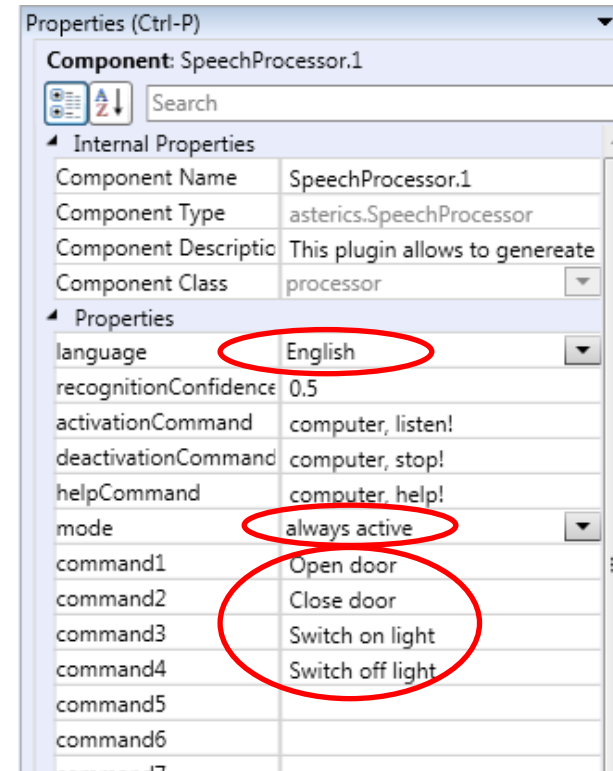 Properties (Ctrl-P)
Component: SpeechProcessor.1
Search
Internal Properties
Component Name SpeechProcessor.1
Component Type asterics.SpeechProcessor
Component Descriptio This plugin allows to genereate
Component Class processor
Properties
language English
recognitionConfidence 0.5
activationCommand computer, listen!
deactivationCommand computer, stop!
helpCommand computer, help!
mode always active
command1 Open door
command2 Close door
command3 Switch on light
command4 Switch off light
command5
command6